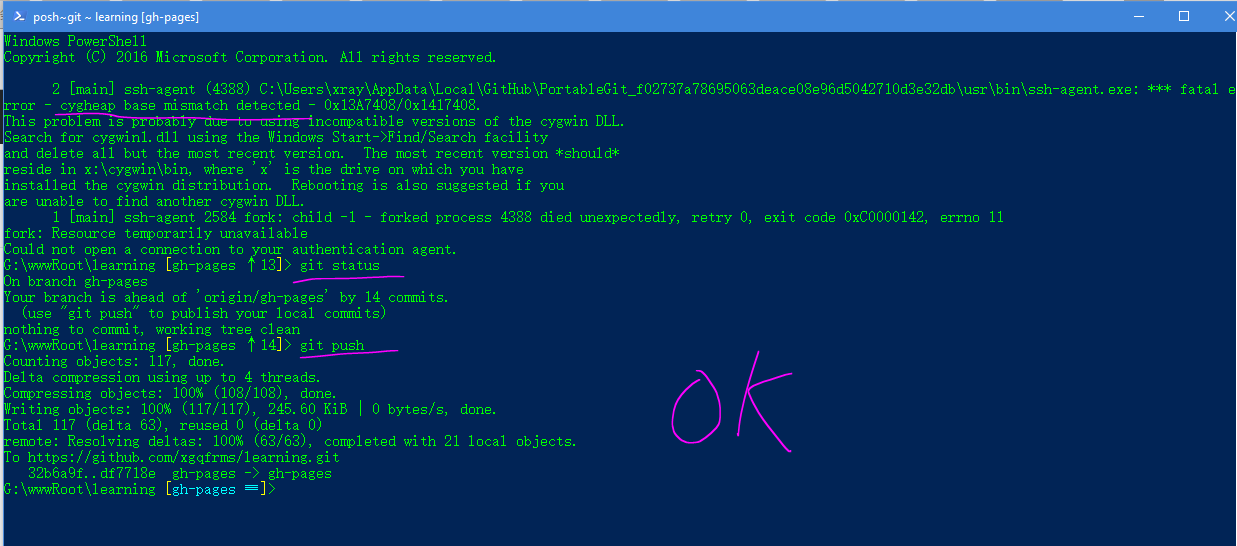 posh~git ~ learning [gh-pages]
Windows PowerShell
Copyright (C) 2016 Microsoft Corporation. All rights reserved.
2 [main] ssh-agent (4388) C:\Users\xray\AppData\Local\GitHub\PortableGit_f02737a78695063deace08e96d5042710d3e32db\usr\bin\ssh-agent.exe: *** fatal e
rror - cygheap base mismatch detected - 0x13A7408/0x1417408.
This problem is probably due to using incompatible versions of the cygwin DLL.
Search for cygwin1.dll using the Windows Start->Find/Search facility
and delete all but the most recent version.  The most recent version *should*
reside in x:\cygwin\bin, where 'x' is the drive on which you have
installed the cygwin distribution.  Rebooting is also suggested if you
are unable to find another cygwin DLL.
1 [main] ssh-agent 2584 fork: child -1 - forked process 4388 died unexpectedly, retry 0, exit code 0xC0000142, errno 11
fork: Resource temporarily unavailable
Could not open a connection to your authentication agent.
G:\wwwRoot\learning [gh-pages ↑13]> git status
On branch gh-pages
Your branch is ahead of 'origin/gh-pages' by 14 commits.
(use "git push" to publish your local commits)
nothing to commit, working tree clean
G:\wwwRoot\learning [gh-pages ↑14]> git push
Counting objects: 117, done.
Delta compression using up to 4 threads.
Compressing objects: 100% (108/108), done.
Writing objects: 100% (117/117), 245.60 KiB | 0 bytes/s, done.
Total 117 (delta 63), reused 0 (delta 0)
remote: Resolving deltas: 100% (63/63), completed with 21 local objects.
To https://github.com/xgqfrms/learning.git
32b6a9f..df7718e  gh-pages -> gh-pages
G:\wwwRoot\learning [gh-pages ≡]>
OK